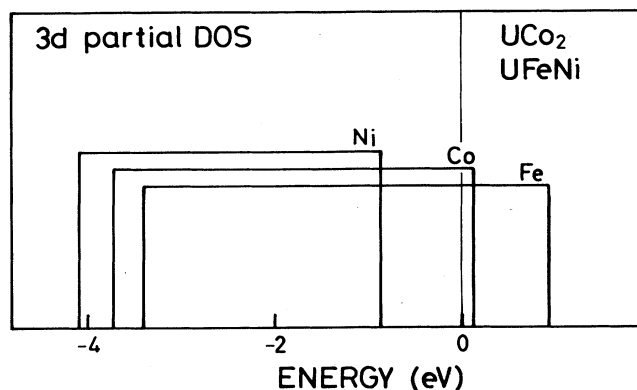 3d partial DOS
UCo₂
UFeNi
Ni
Co
Fe
-4 -2 0
ENERGY (eV)